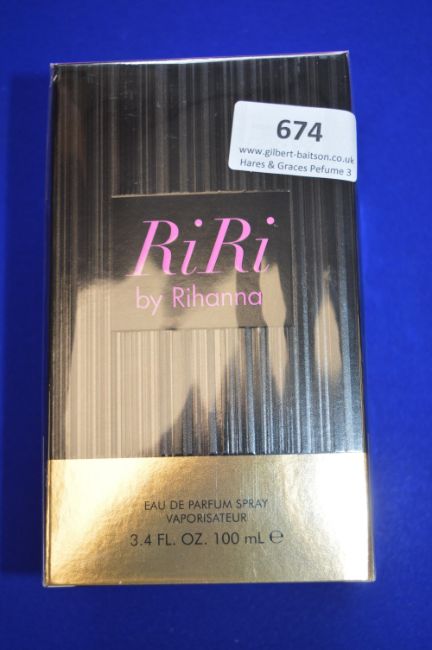 674
www.gilbert-baitson.co.uk
Hares & Graces Pefume 3
RiRi
by Rihanna
EAU DE PARFUM SPRAY
VAPORISATEUR
3.4 FL. OZ. 100 mL ℮